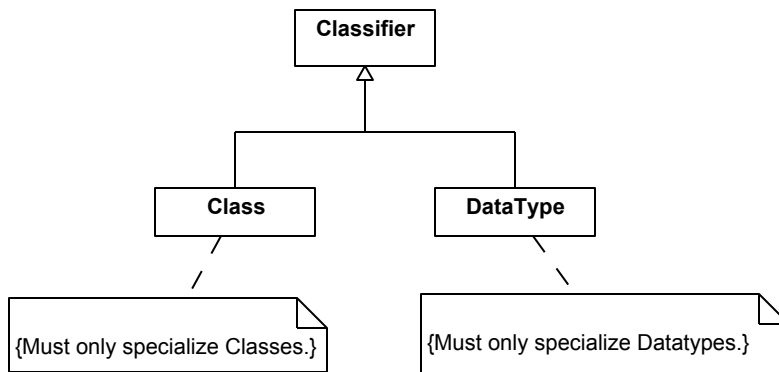 Classifier
Class
DataType
{Must only specialize Classes.}
{Must only specialize Datatypes.}